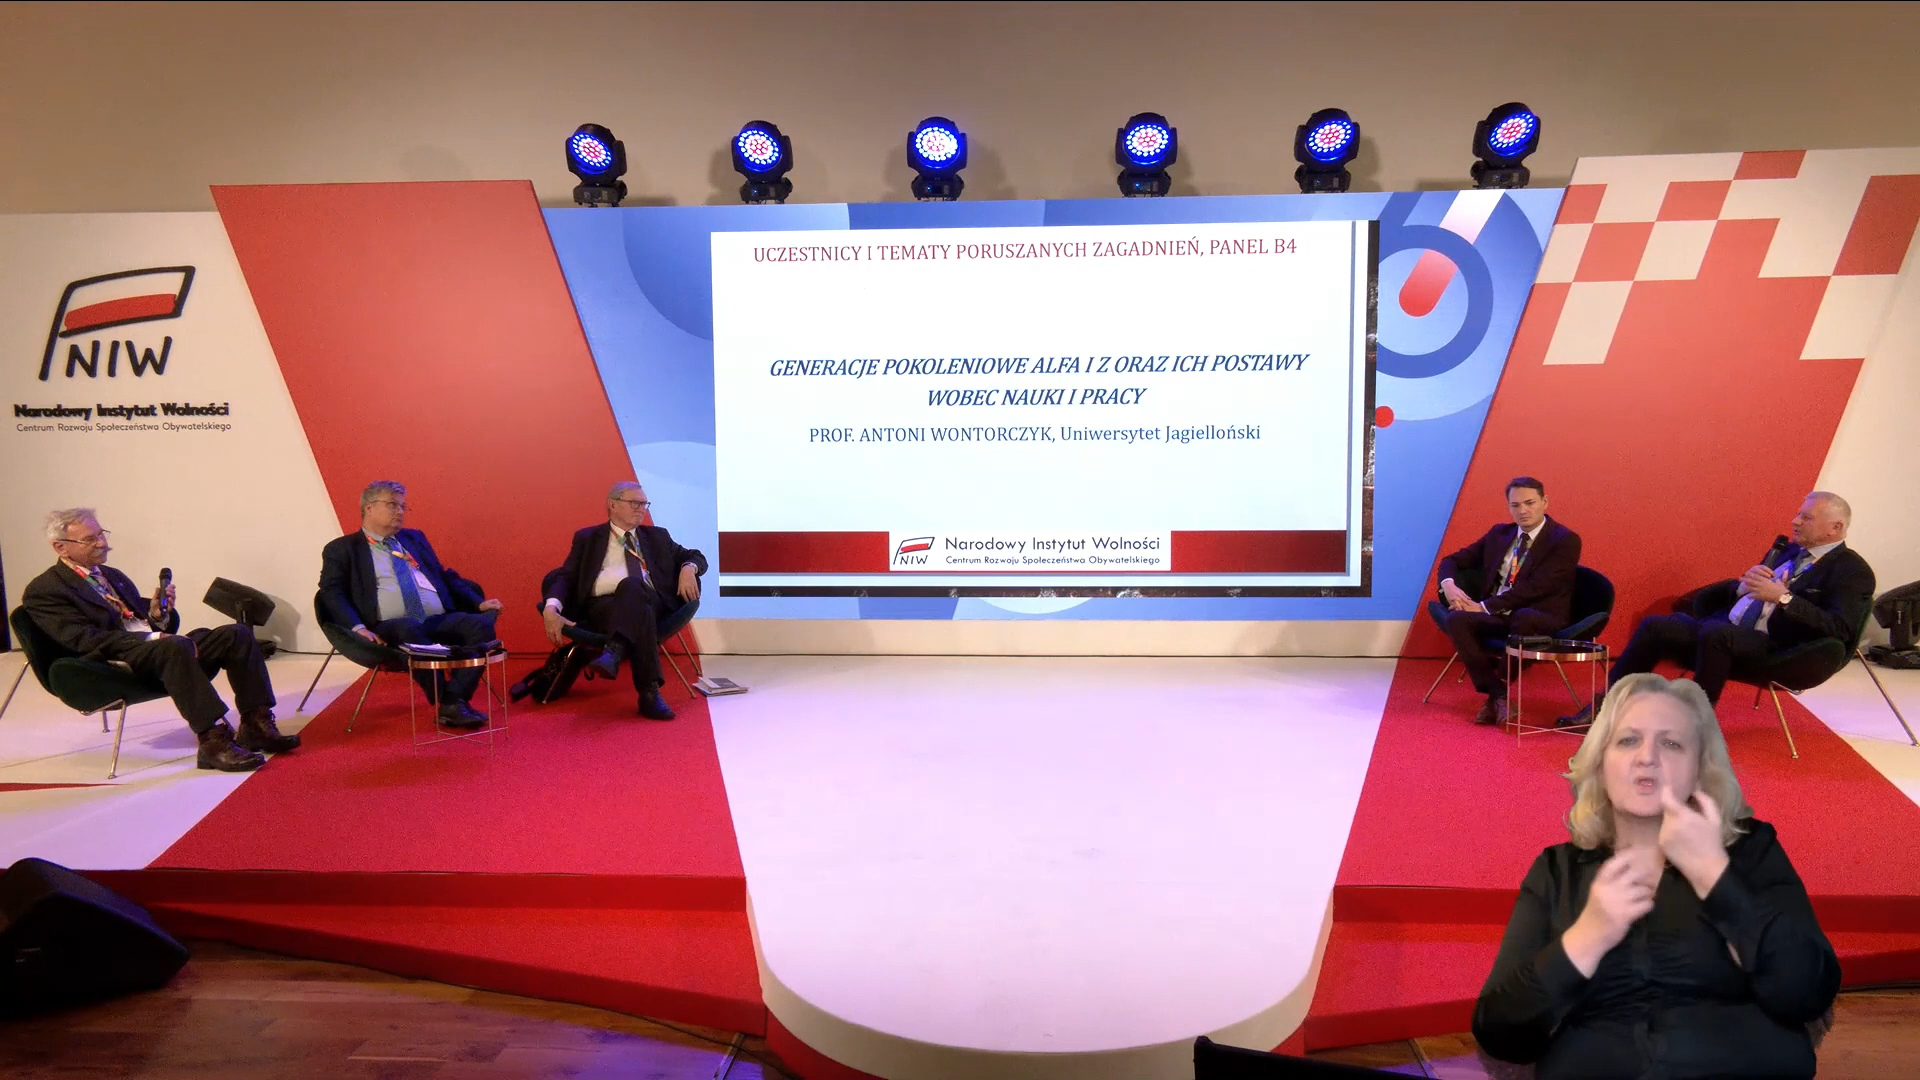 UCZESTNICY I TEMATY PORUSZANYCH ZAGADNIEŃ, PANEL B4
GENERACJE POKOLENIOWE ALFA I Z ORAZ ICH POSTAWY
WOBEC NAUKI I PRACY
PROF. ANTONI WONTORCZYK, Uniwersytet Jagielloński
NIW
Narodowy Instytut Wolności
Centrum Rozwoju Społeczeństwa Obywatelskiego
NIW
Narodowy Instytut Wolności
Centrum Rozwoju Społeczeństwa Obywatelskiego